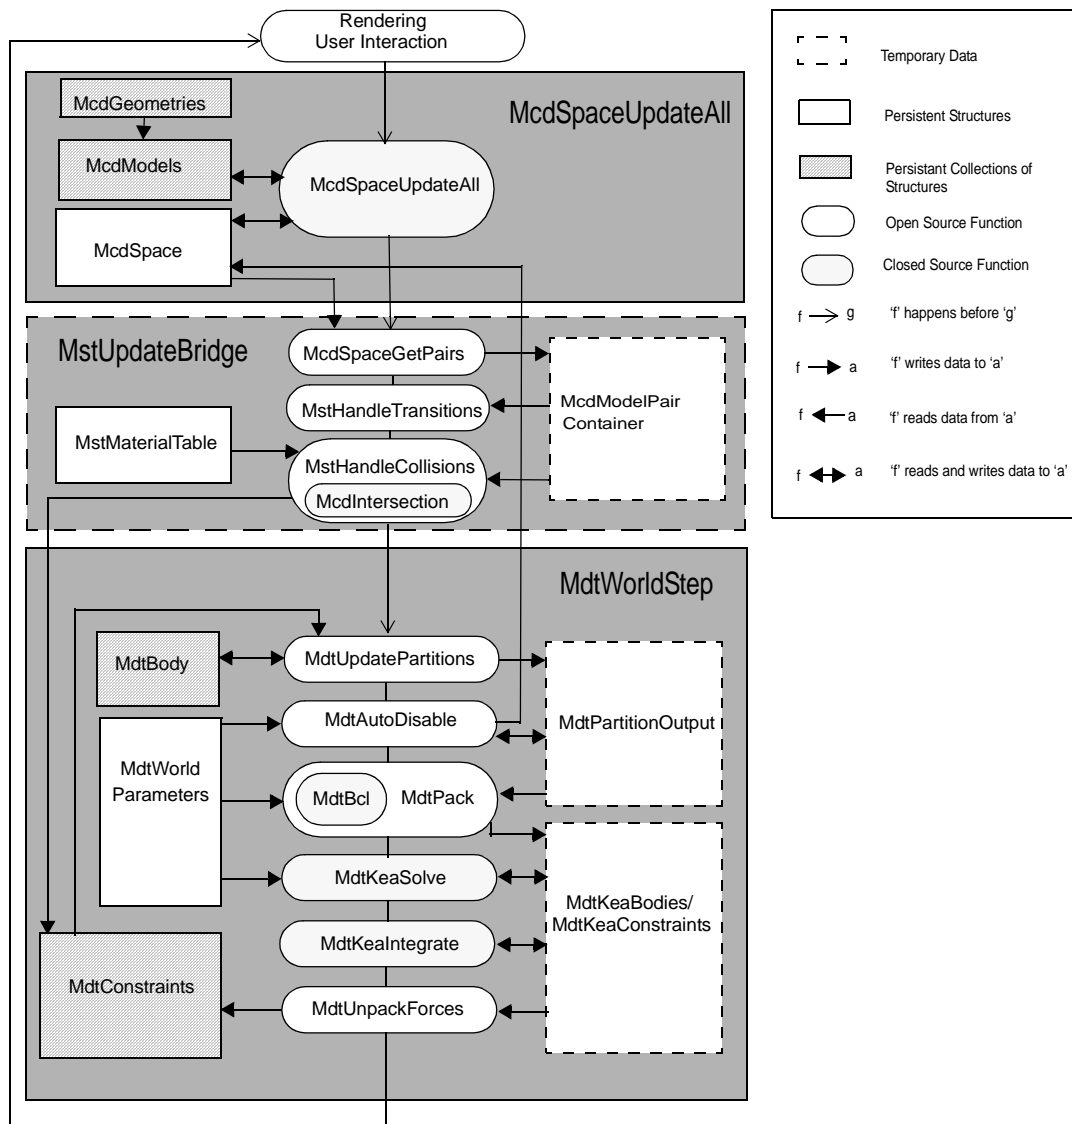 Rendering
User Interaction
McdSpaceUpdateAll
McdGeometries
McdModels
McdSpaceUpdateAll
McdSpace
MstUpdateBridge
McdSpaceGetPairs
MstHandleTransitions
McdModelPair
Container
MstMaterialTable
MstHandleCollisions
McdIntersection
MdtWorldStep
MdtBody
MdtUpdatePartitions
MdtAutoDisable
MdtPartitionOutput
MdtWorld
Parameters
MdtBcl
MdtPack
MdtKeaSolve
MdtKeaBodies/
MdtKeaConstraints
MdtKeaIntegrate
MdtConstraints
MdtUnpackForces
Temporary Data
Persistent Structures
Persistant Collections of
Structures
Open Source Function
Closed Source Function
f g ‘f’ happens before ‘g’
f a ‘f’ writes data to ‘a’
f a ‘f’ reads data from ‘a’
f a ‘f’ reads and writes data to ‘a’